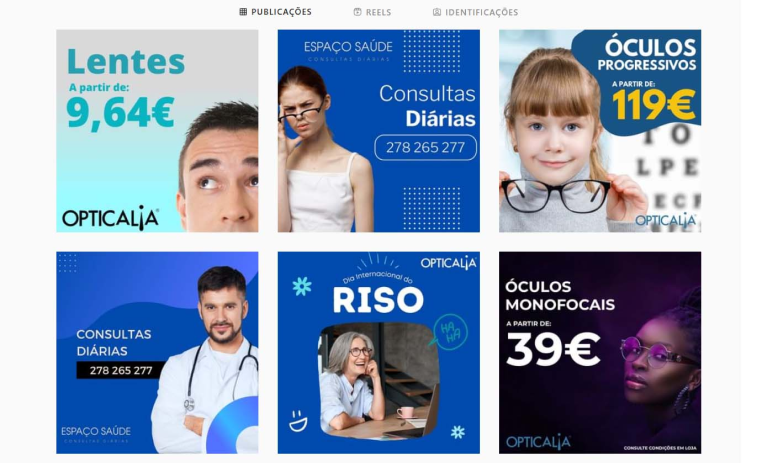 PUBLICAÇÕES
REELS
IDENTIFICAÇÕES
Lentes
A partir de:
9,64€
OPTICALIA
ESPAÇO SAÚDE
CONSULTAS DIÁRIAS
Consultas
Diárias
278 265 277
ÓCULOS
PROGRESSIVOS
A PARTIR DE:
119€
T O
L P E
E C F
OPTICALIA
CONSULTAS
DIÁRIAS
278 265 277
ESPAÇO SAÚDE
CONSULTAS DIÁRIAS
OPTICALIA
Dia Internacional do
RISO
HA
HA
ÓCULOS
MONOFOCAIS
A PARTIR DE:
39€
OPTICALIA
CONSULTE CONDIÇÕES EM LOJA